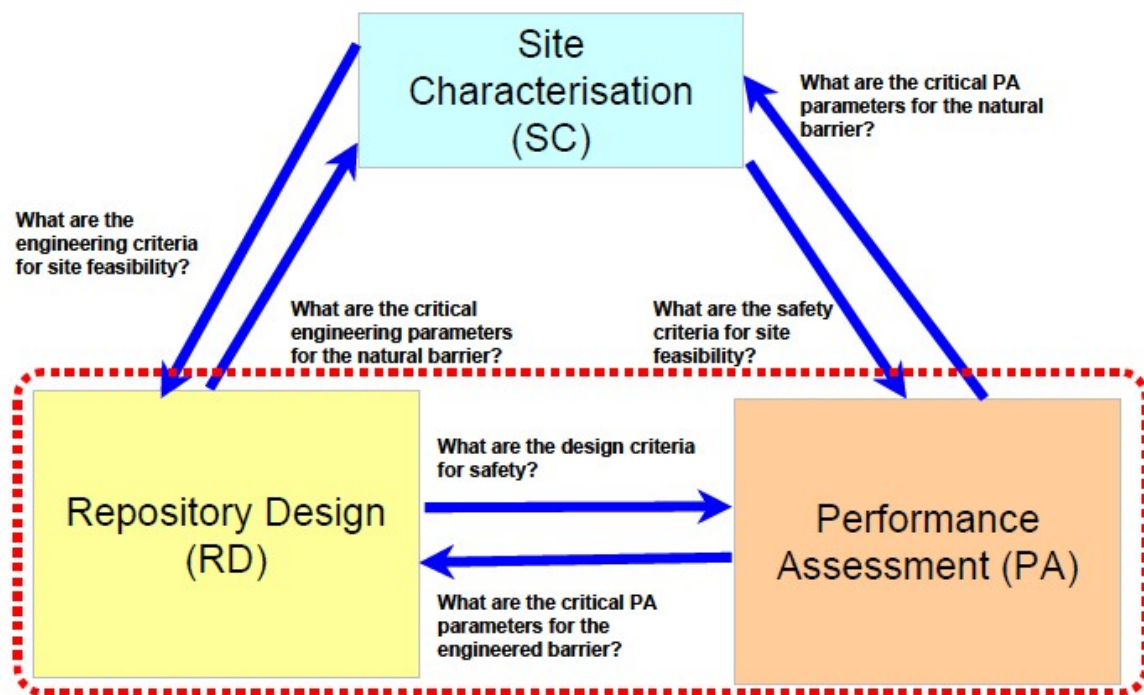 Site
Characterisation
(SC)
What are the critical PA
parameters for the natural
barrier?
What are the
engineering criteria
for site feasibility?
What are the critical
engineering parameters
for the natural barrier?
What are the safety
criteria for site
feasibility?
Repository Design
(RD)
What are the design criteria
for safety?
What are the critical PA
parameters for the
engineered barrier?
Performance
Assessment (PA)